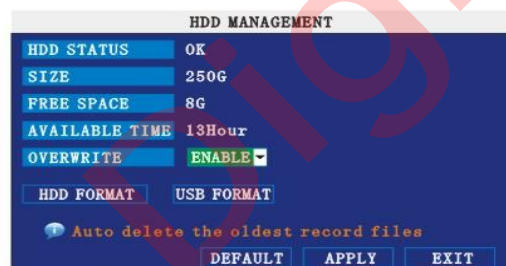 HDD MANAGEMENT
HDD STATUS OK
SIZE 250G
FREE SPACE 8G
AVAILABLE TIME 13Hour
OVERWRITE ENABLE
HDD FORMAT USB FORMAT
Auto delete the oldest record files
DEFAULT APPLY EXIT